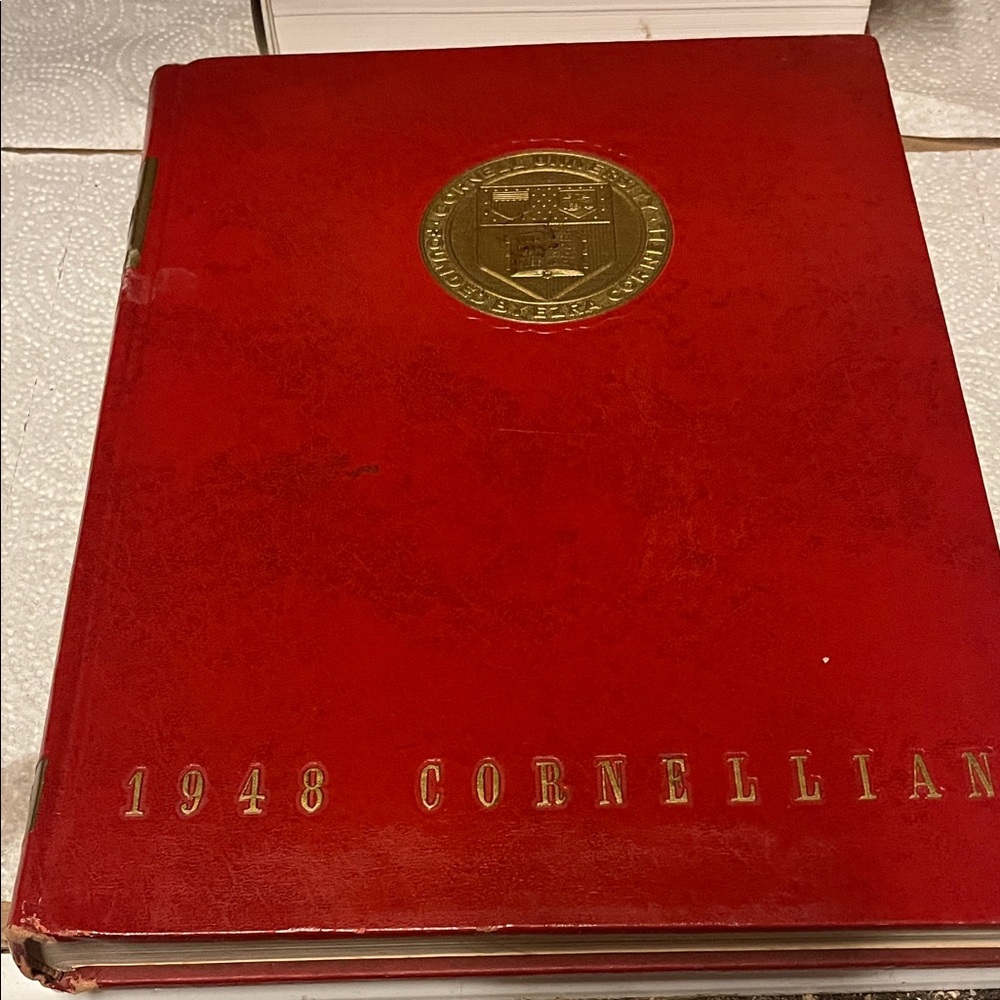 CORNELL UNIVERSITY
FOUNDED BY EZRA CORNELL
1948 CORNELLIAN